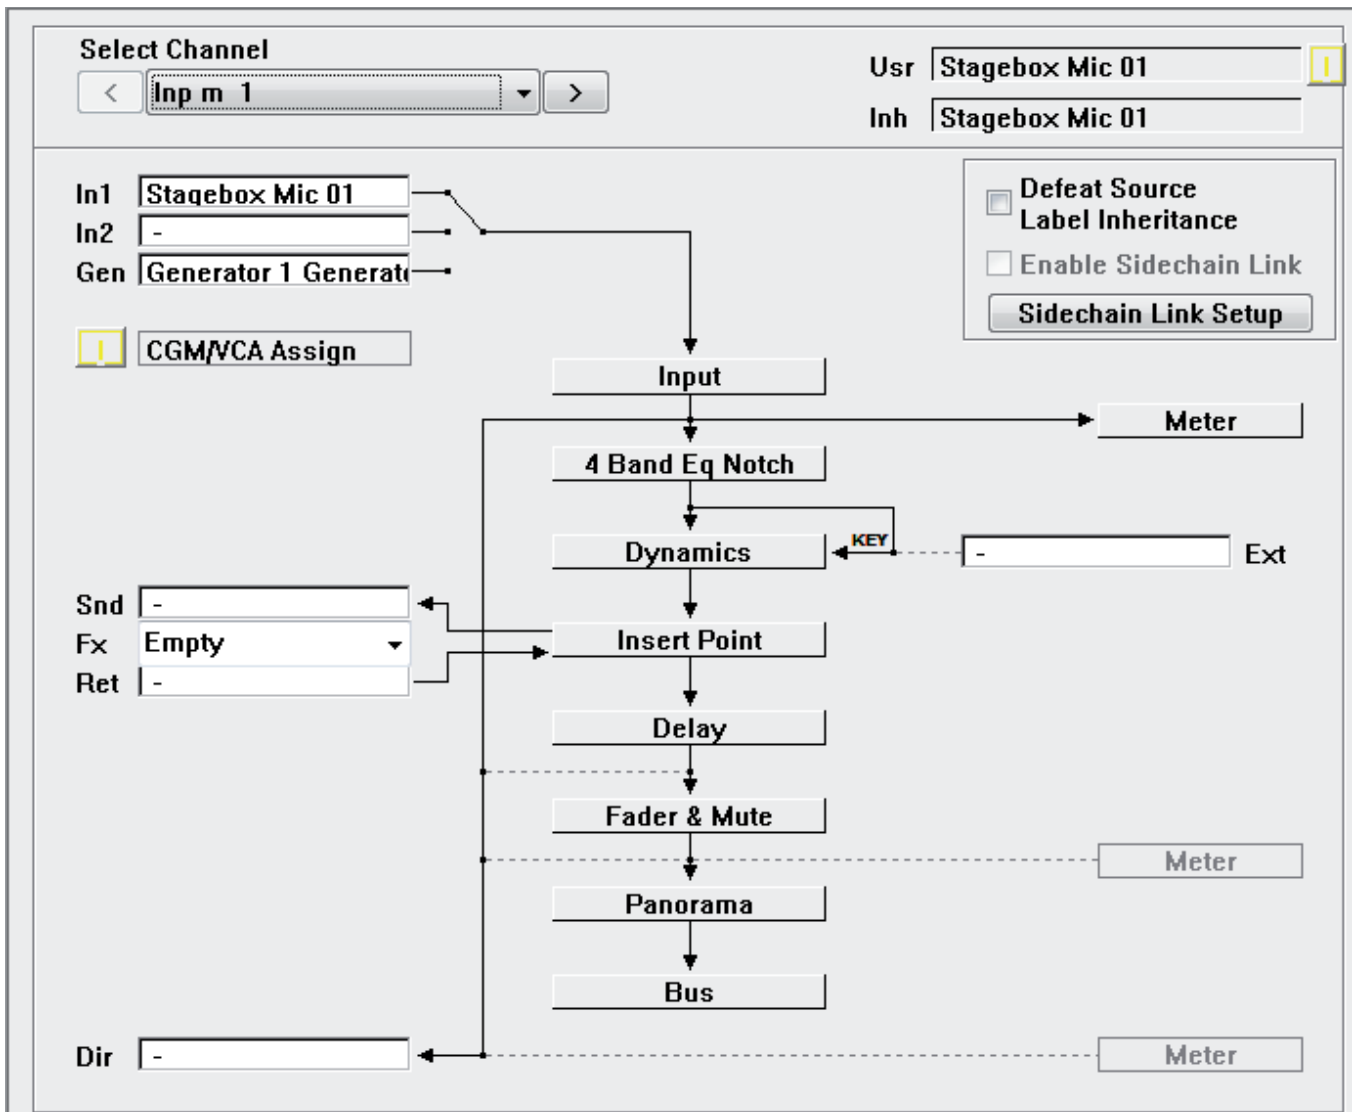 Select Channel
<
Inp m 1
>
Usr Stagebox Mic 01
Inh Stagebox Mic 01
In1 Stagebox Mic 01
In2 -
Gen Generator 1 Generat
CGM/VCA Assign
Defeat Source
Label Inheritance
Enable Sidechain Link
Sidechain Link Setup
Input
Meter
4 Band Eq Notch
Dynamics
KEY
- Ext
Snd -
Fx Empty
Ret -
Insert Point
Delay
Fader & Mute
Meter
Panorama
Bus
Dir -
Meter